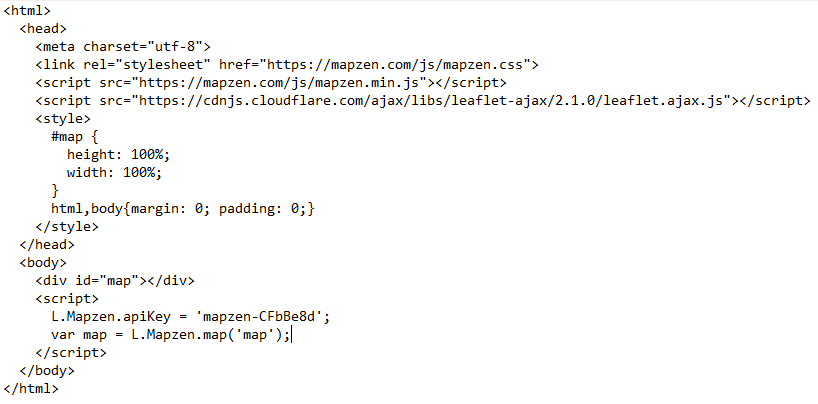 <html>
  <head>
    <meta charset="utf-8">
    <link rel="stylesheet" href="https://mapzen.com/js/mapzen.css">
    <script src="https://mapzen.com/js/mapzen.min.js"></script>
    <script src="https://cdnjs.cloudflare.com/ajax/libs/leaflet-ajax/2.1.0/leaflet.ajax.js"></script>
    <style>
      #map {
        height: 100%;
        width: 100%;
      }
      html,body{margin: 0; padding: 0;}
    </style>
  </head>
  <body>
    <div id="map"></div>
    <script>
      L.Mapzen.apiKey = 'mapzen-CFbBe8d';
      var map = L.Mapzen.map('map');
    </script>
  </body>
</html>